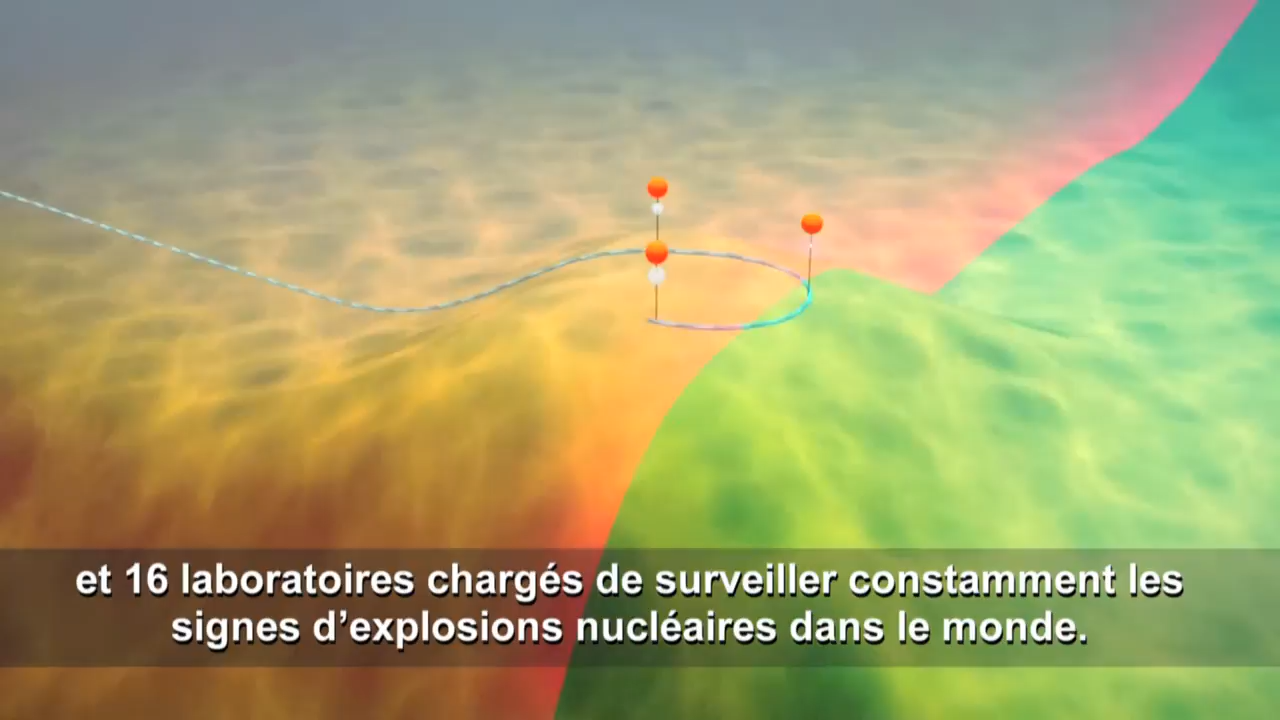 et 16 laboratoires chargés de surveiller constamment les
signes d’explosions nucléaires dans le monde.